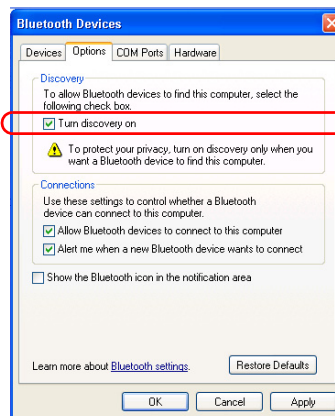 Bluetooth Devices
Devices Options COM Ports Hardware
Discovery
To allow Bluetooth devices to find this computer, select the
following check box.
Turn discovery on
To protect your privacy, turn on discovery only when you
want a Bluetooth device to find this computer.
Connections
Use these settings to control whether a Bluetooth
device can connect to this computer.
Allow Bluetooth devices to connect to this computer
Alert me when a new Bluetooth device wants to connect
Show the Bluetooth icon in the notification area
Learn more about Bluetooth settings. Restore Defaults
OK Cancel Apply